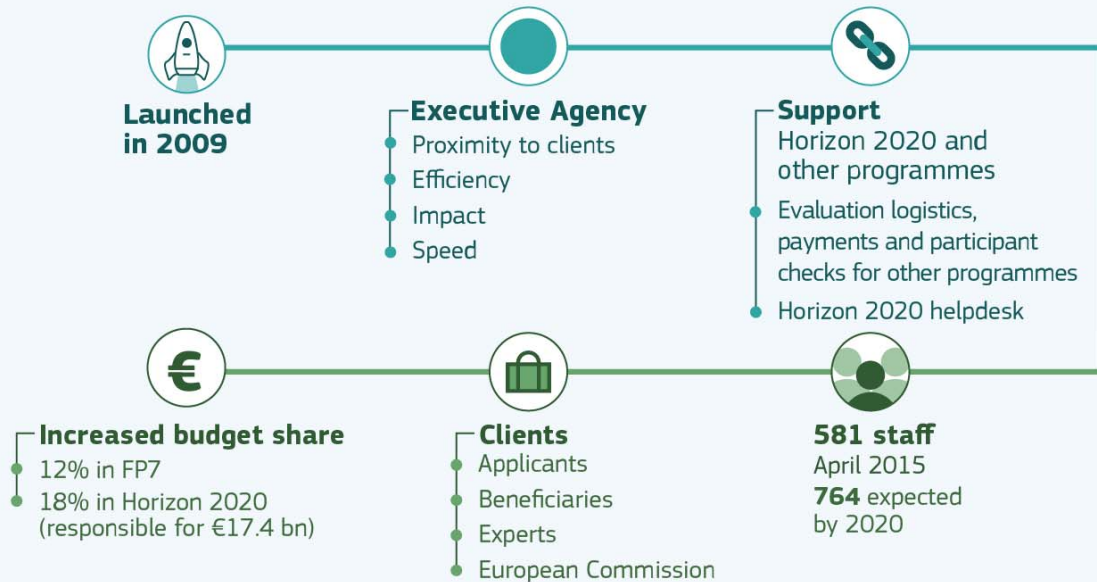 Launched
in 2009
Executive Agency
Proximity to clients
Efficiency
Impact
Speed
Support
Horizon 2020 and
other programmes
Evaluation logistics,
payments and participant
checks for other programmes
Horizon 2020 helpdesk
€
Increased budget share
12% in FP7
18% in Horizon 2020
(responsible for €17.4 bn)
Clients
Applicants
Beneficiaries
Experts
European Commission
581 staff
April 2015
764 expected
by 2020